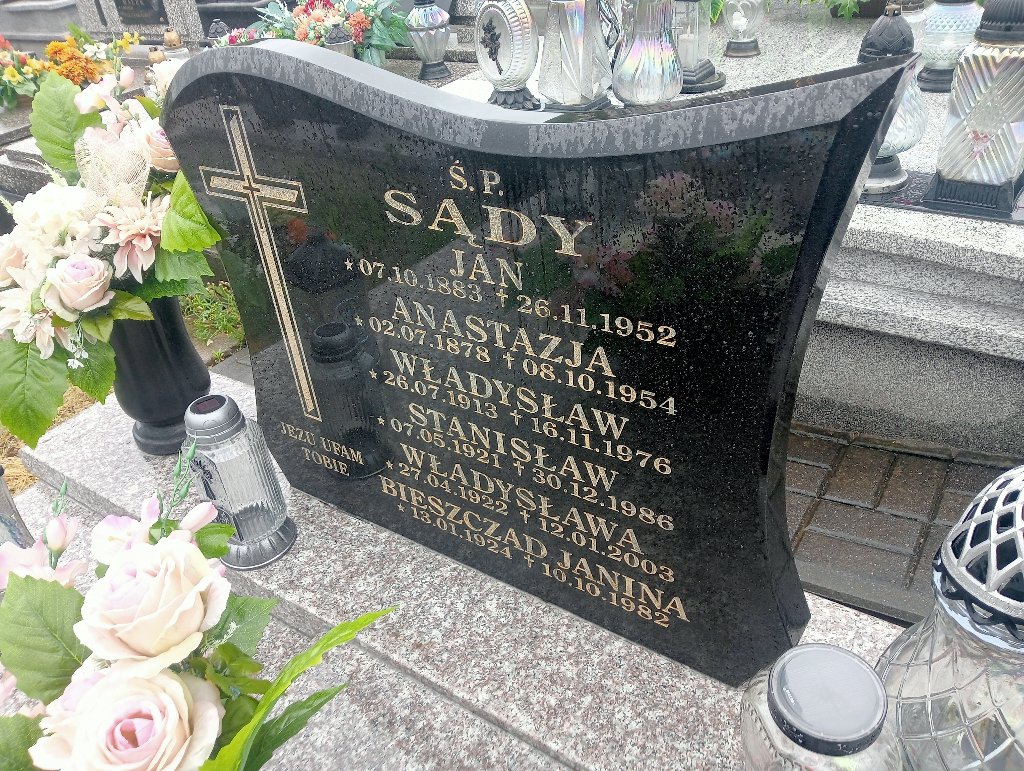 Ś. P.
SĄDY
JAN
* 07.10.1883 † 26.11.1952
ANASTAZJA
* 02.07.1878 † 08.10.1954
WŁADYSŁAW
* 26.07.1913 † 16.11.1976
STANISŁAW
* 07.05.1921 † 30.12.1986
WŁADYSŁAWA
* 27.04.1922 † 12.01.2003
BIESZCZAD JANINA
* 13.01.1924 † 10.10.1982
JEZU UFAM
TOBIE